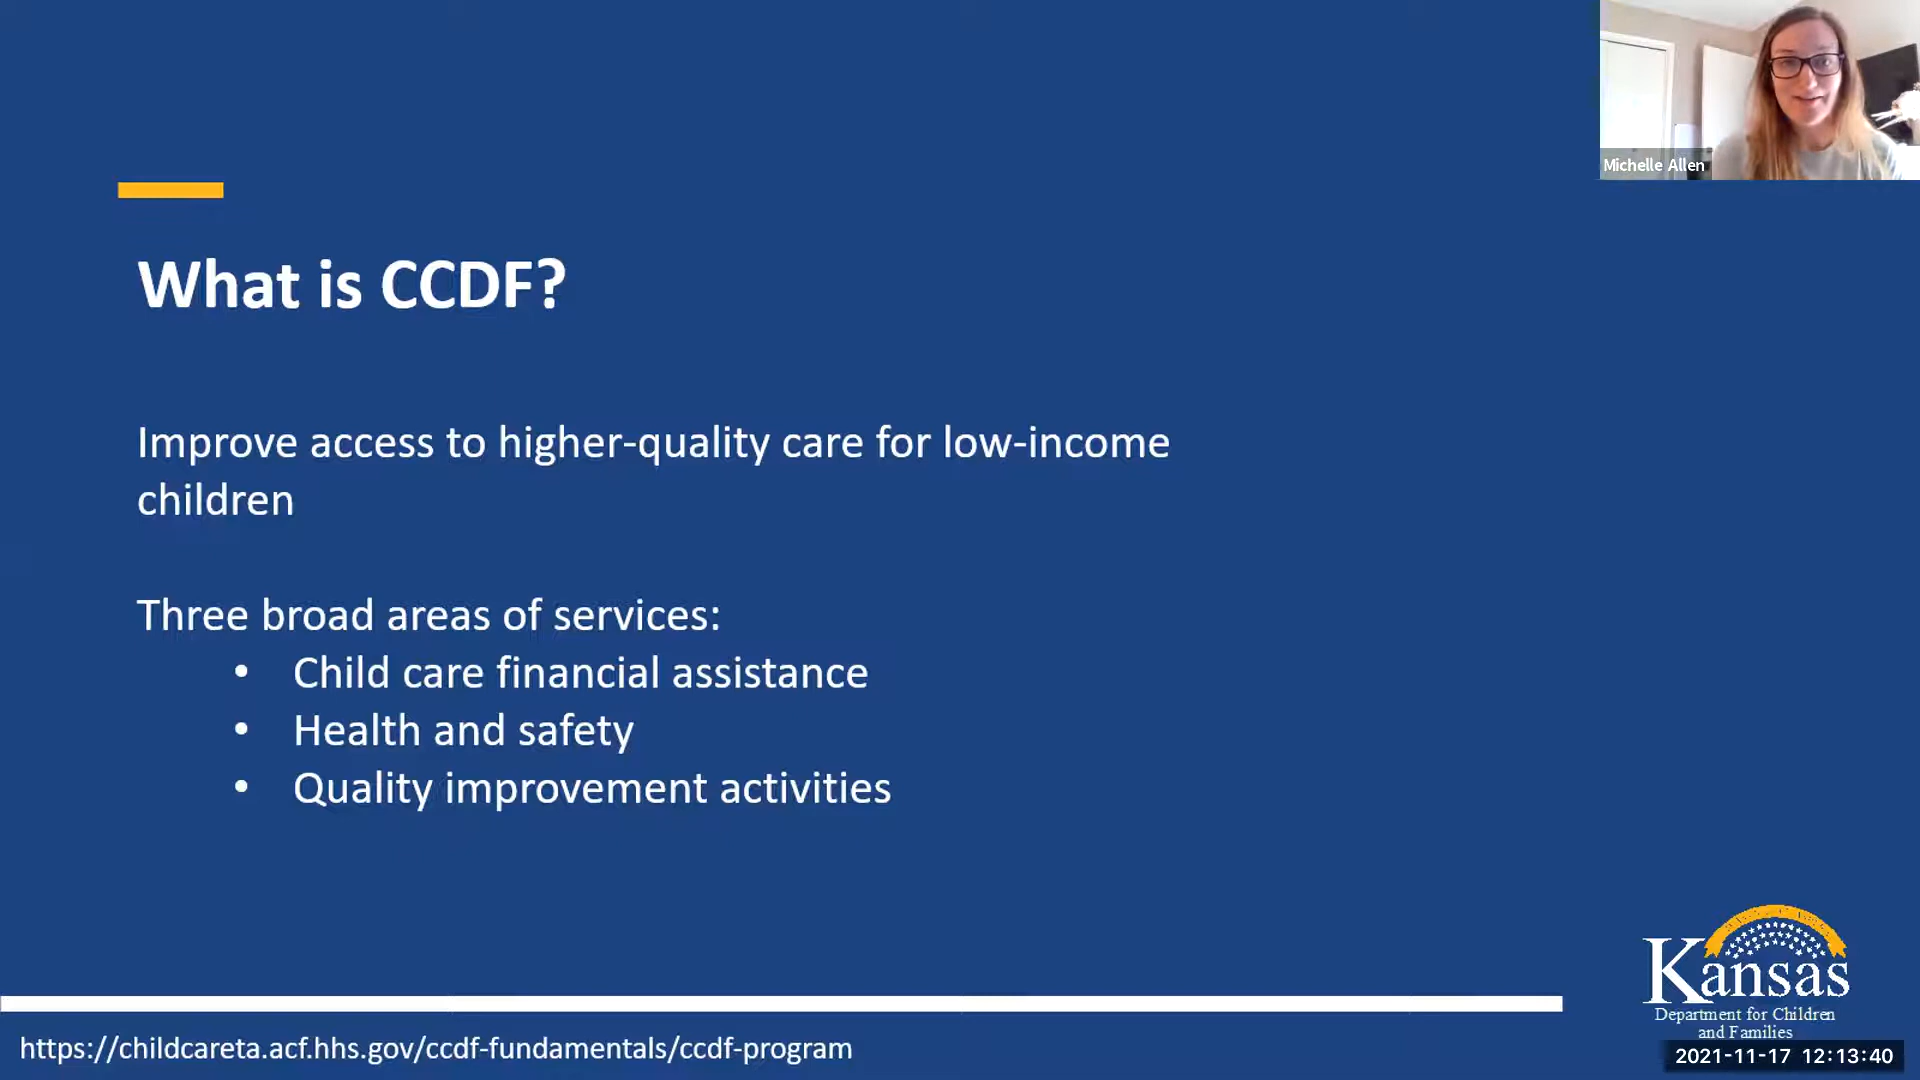 Michelle Allen
What is CCDF?
Improve access to higher-quality care for low-income
children
Three broad areas of services:
• Child care financial assistance
• Health and safety
• Quality improvement activities
Kansas
Department for Children
and Families
https://childcareta.acf.hhs.gov/ccdf-fundamentals/ccdf-program
2021-11-17 12:13:40